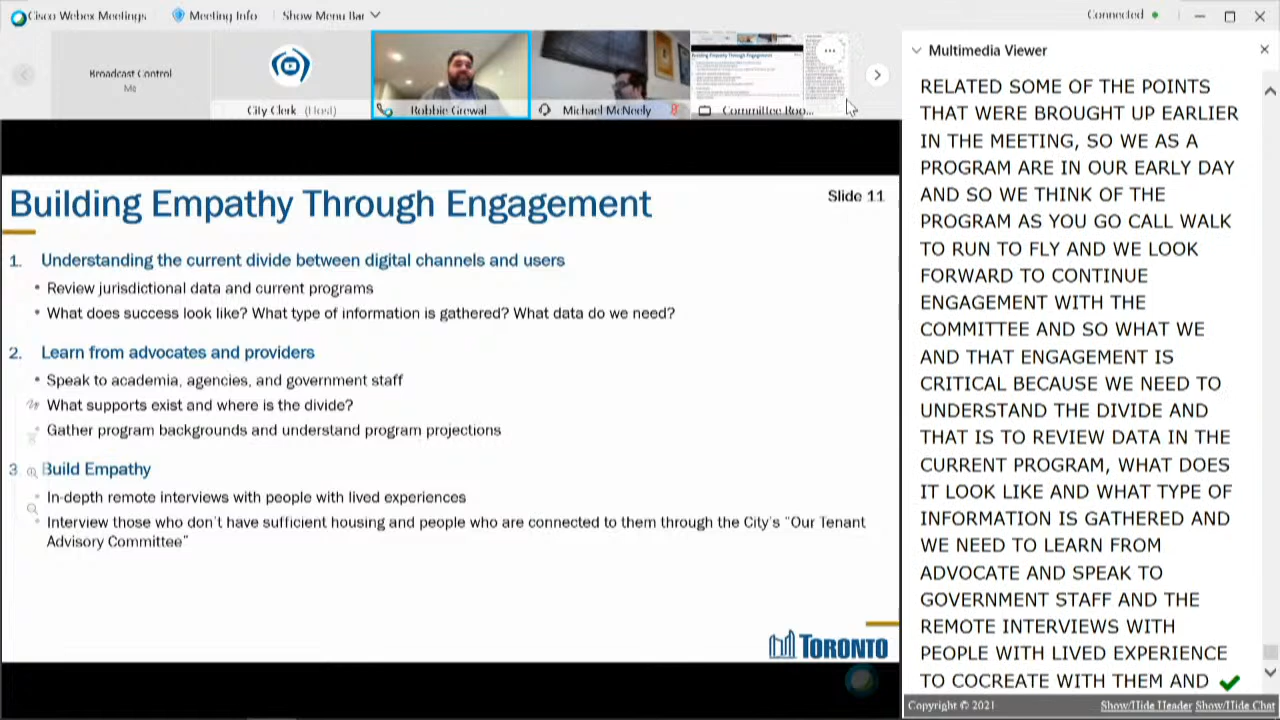 Cisco Webex Meetings
Meeting Info
Show Menu Bar
Connected
City Clerk (Host)
Robbie Grewal
Michael McNeely
Committee Roo...
Building Empathy Through Engagement
Building Empathy Through Engagement
Slide 11
1. Understanding the current divide between digital channels and users
• Review jurisdictional data and current programs
• What does success look like? What type of information is gathered? What data do we need?
2. Learn from advocates and providers
• Speak to academia, agencies, and government staff
What supports exist and where is the divide?
Gather program backgrounds and understand program projections
3 Build Empathy
In-depth remote interviews with people with lived experiences
Interview those who don't have sufficient housing and people who are connected to them through the City's "Our Tenant
Advisory Committee"
TORONTO
Multimedia Viewer
RELATED SOME OF THE POINTS
THAT WERE BROUGHT UP EARLIER
IN THE MEETING, SO WE AS A
PROGRAM ARE IN OUR EARLY DAY
AND SO WE THINK OF THE
PROGRAM AS YOU GO CALL WALK
TO RUN TO FLY AND WE LOOK
FORWARD TO CONTINUE
ENGAGEMENT WITH THE
COMMITTEE AND SO WHAT WE
AND THAT ENGAGEMENT IS
CRITICAL BECAUSE WE NEED TO
UNDERSTAND THE DIVIDE AND
THAT IS TO REVIEW DATA IN THE
CURRENT PROGRAM, WHAT DOES
IT LOOK LIKE AND WHAT TYPE OF
INFORMATION IS GATHERED AND
WE NEED TO LEARN FROM
ADVOCATE AND SPEAK TO
GOVERNMENT STAFF AND THE
REMOTE INTERVIEWS WITH
PEOPLE WITH LIVED EXPERIENCE
TO COCREATE WITH THEM AND
Copyright © 2021
Show/Hide Header Show/Hide Chat